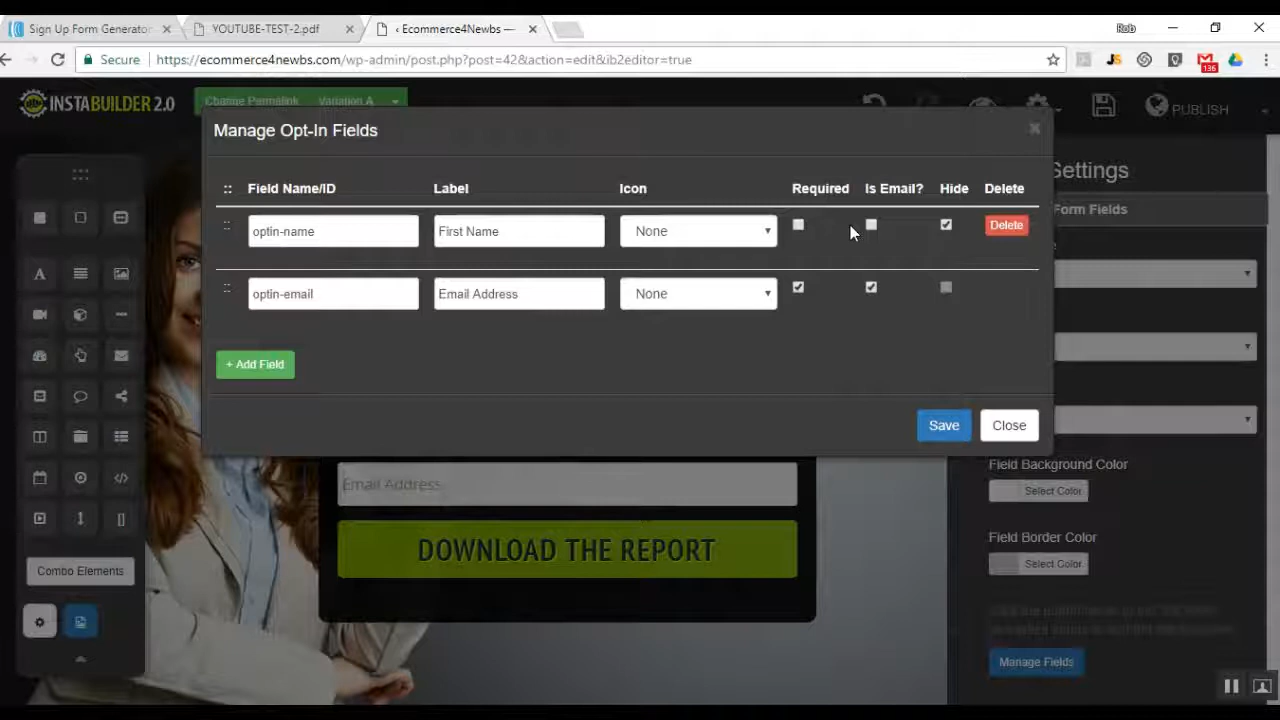 Sign Up Form Generator
YOUTUBE-TEST-2.pdf
‹ Ecommerce4Newbs —
Rob
Secure
https://ecommerce4newbs.com/wp-admin/post.php?post=42&action=edit&ib2editor=true
136
INSTABUILDER 2.0
Change Permalink
Variation A
PUBLISH
Manage Opt-In Fields
Settings
Form Fields
:: Field Name/ID Label Icon Required Is Email? Hide Delete
:: optin-name First Name None Delete
:: optin-email Email Address None
+ Add Field
Save
Close
Email Address
DOWNLOAD THE REPORT
Field Background Color
Select Color
Field Border Color
Select Color
Combo Elements
Manage Fields